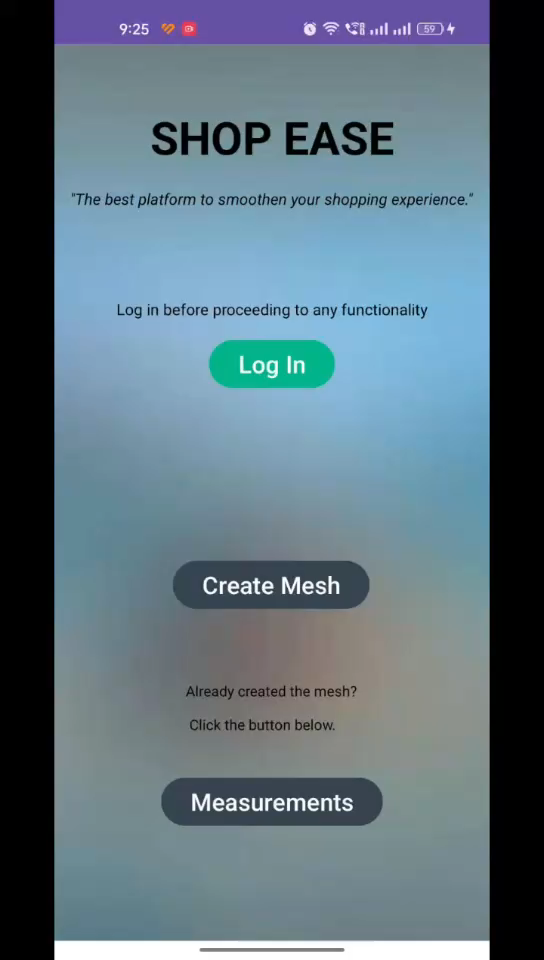 9:25
59
SHOP EASE
"The best platform to smoothen your shopping experience."
Log in before proceeding to any functionality
Log In
Create Mesh
Already created the mesh?
Click the button below.
Measurements